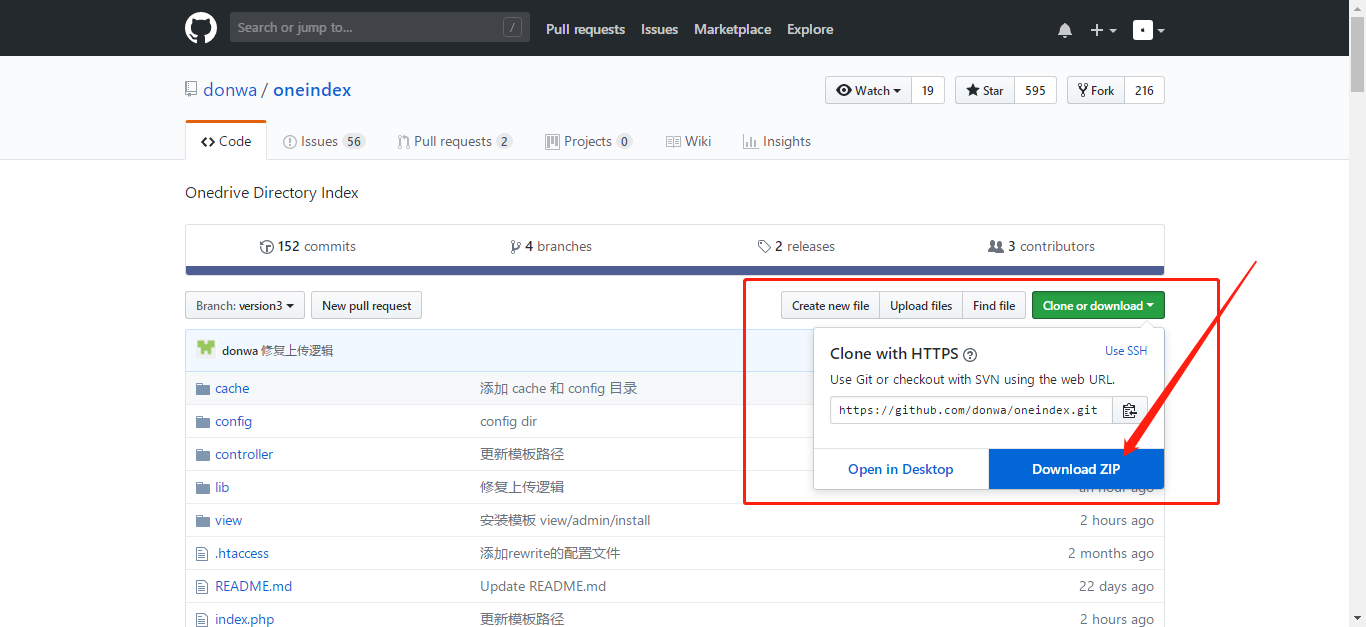 Search or jump to... / Pull requests Issues Marketplace Explore
donwa / oneindex Watch 19 Star 595 Fork 216
Code Issues 56 Pull requests 2 Projects 0 Wiki Insights
Onedrive Directory Index
152 commits 4 branches 2 releases 3 contributors
Branch: version3 New pull request Create new file Upload files Find file Clone or download
donwa 修复上传逻辑
Clone with HTTPS ? Use SSH
Use Git or checkout with SVN using the web URL.
https://github.com/donwa/oneindex.git
Open in Desktop Download ZIP
cache 添加 cache 和 config 目录
config config dir
controller 更新模板路径
lib 修复上传逻辑 an hour ago
view 安装模板 view/admin/install 2 hours ago
.htaccess 添加rewrite的配置文件 2 months ago
README.md Update README.md 22 days ago
index.php 更新模板路径 2 hours ago